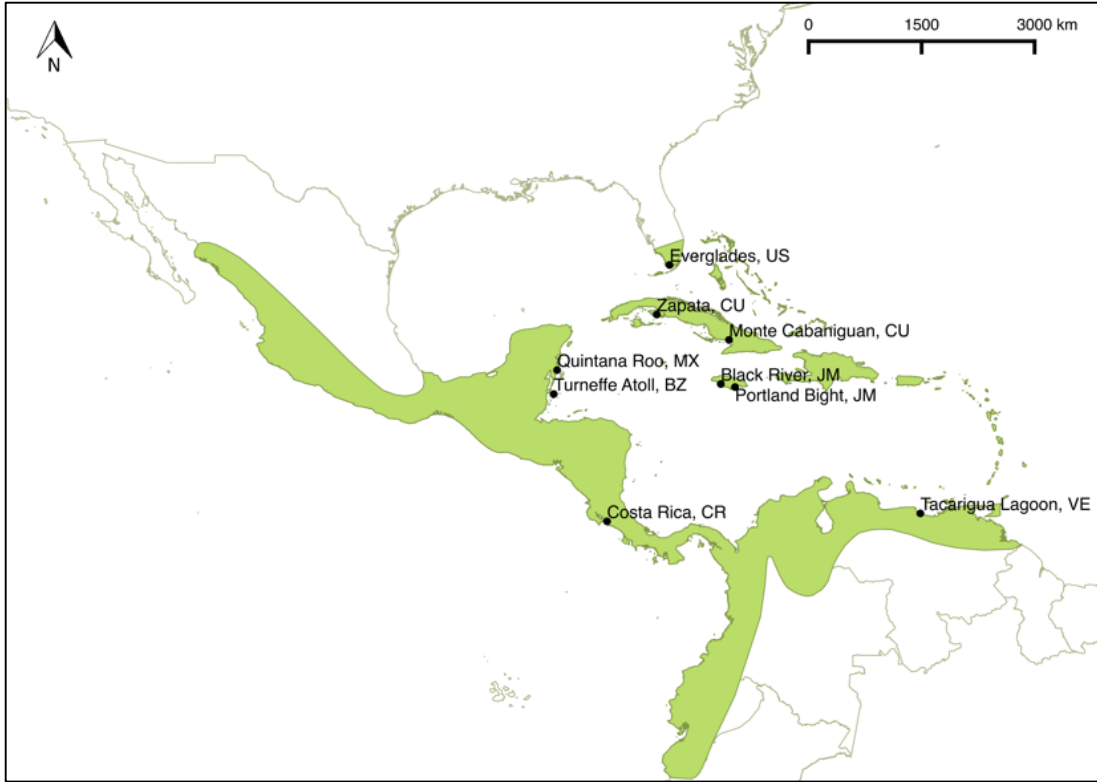 0 1500 3000 km
N
Everglades, US
Zapata, CU
Monte Cabaniguan, CU
Quintana Roo, MX
Black River, JM
Turneffe Atoll, BZ
Portland Bight, JM
Tacarigua Lagoon, VE
Costa Rica, CR